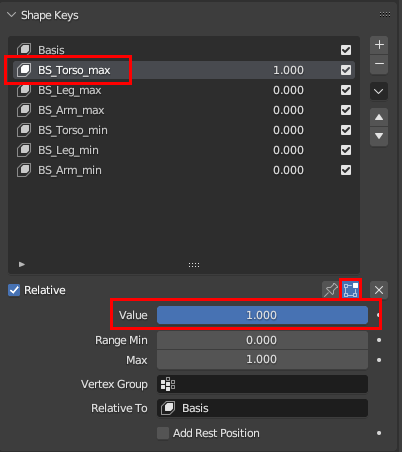 Shape Keys
Basis
BS_Torso_max 1.000
BS_Leg_max 0.000
BS_Arm_max 0.000
BS_Torso_min 0.000
BS_Leg_min 0.000
BS_Arm_min 0.000
Relative
Value 1.000
Range Min 0.000
Max 1.000
Vertex Group
Relative To Basis
Add Rest Position